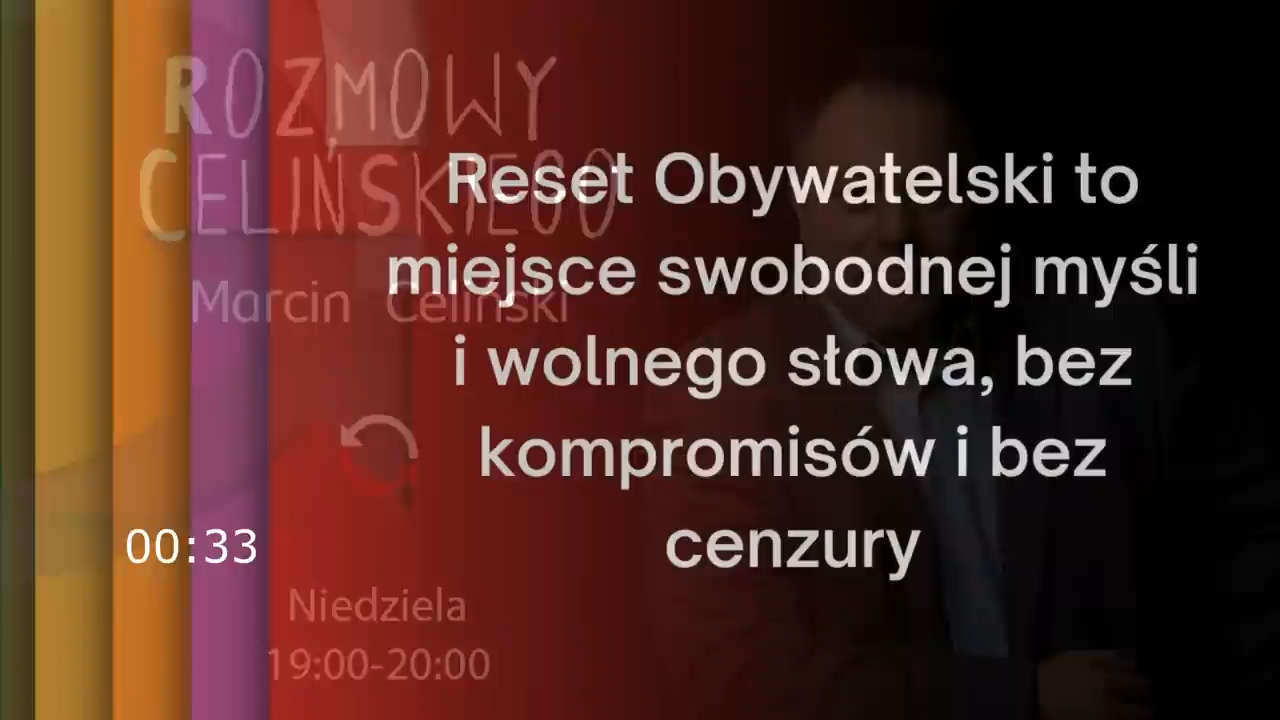 ROZMOWY
CELIŃSKIEGO
Marcin Celiński
Reset Obywatelski to
miejsce swobodnej myśli
i wolnego słowa, bez
kompromisów i bez
cenzury
00:33
Niedziela
19:00-20:00